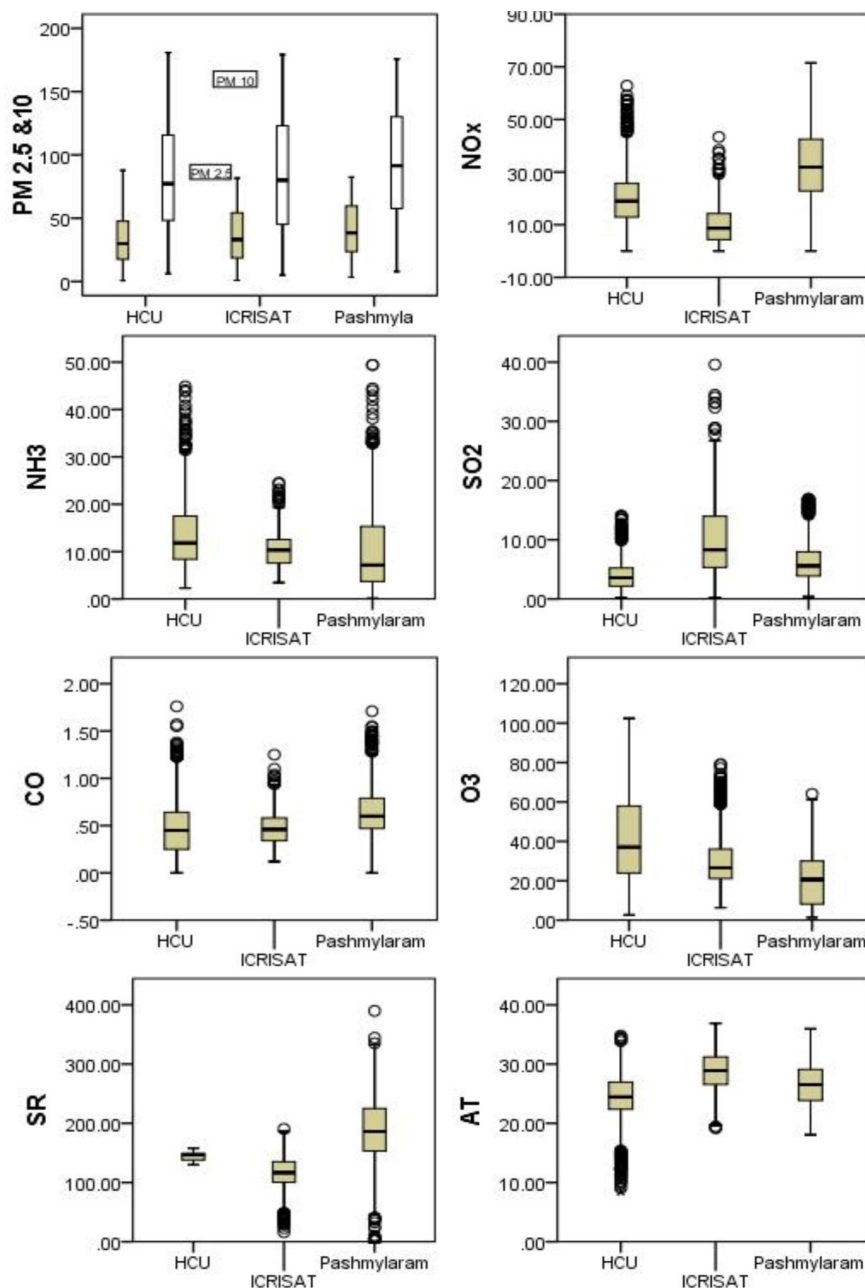 PM 2.5 &10
200
150
100
50
0
PM 10
PM 2.5
HCU
ICRISAT
Pashmyla
NOx
90.00
70.00
50.00
30.00
10.00
-10.00
HCU
ICRISAT
Pashmylaram
NH3
50.00
40.00
30.00
20.00
10.00
.00
HCU
ICRISAT
Pashmylaram
SO2
40.00
30.00
20.00
10.00
.00
HCU
ICRISAT
Pashmylaram
CO
2.00
1.50
1.00
.50
.00
-.50
HCU
ICRISAT
Pashmylaram
O3
120.00
100.00
80.00
60.00
40.00
20.00
.00
HCU
ICRISAT
Pashmylaram
SR
400.00
300.00
200.00
100.00
.00
HCU
ICRISAT
Pashmylaram
AT
40.00
30.00
20.00
10.00
.00
HCU
ICRISAT
Pashmylaram